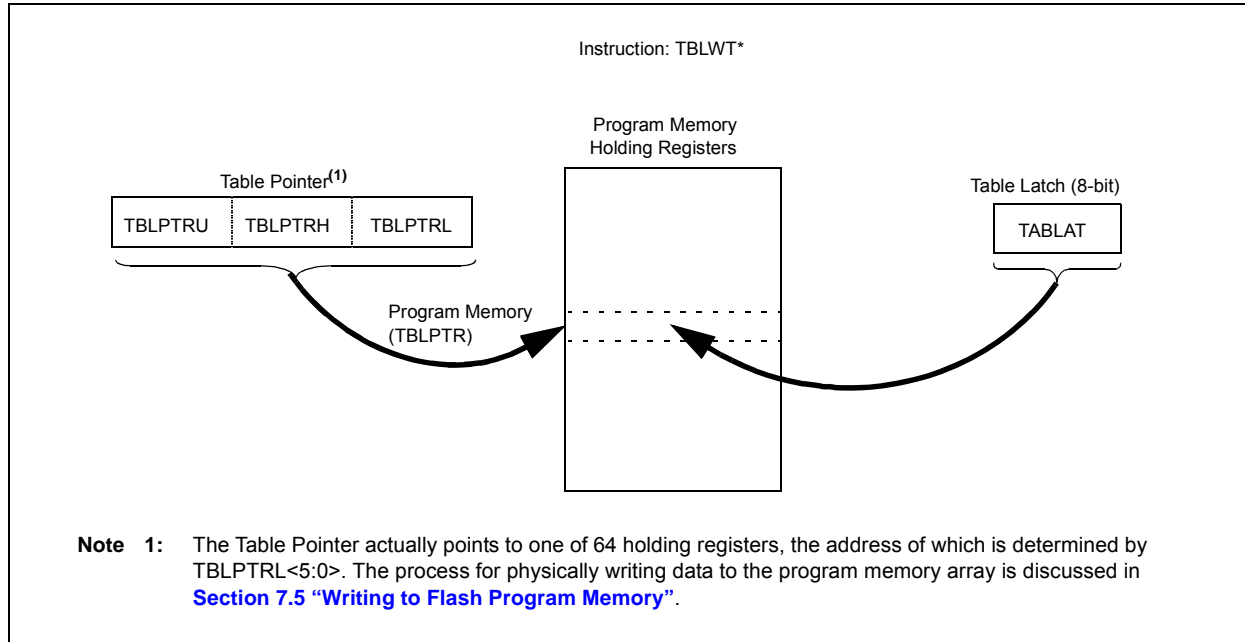 Instruction: TBLWT*
Program Memory
Holding Registers
Table Pointer(1)
Table Latch (8-bit)
TBLPTRU TBLPTRH TBLPTRL
TABLAT
Program Memory
(TBLPTR)
Note 1: The Table Pointer actually points to one of 64 holding registers, the address of which is determined by
TBLPTRL<5:0>. The process for physically writing data to the program memory array is discussed in
Section 7.5 “Writing to Flash Program Memory”.